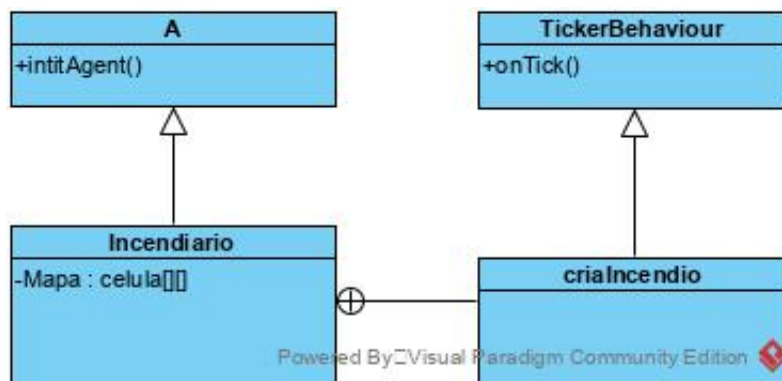 A
+intitAgent()
TickerBehaviour
+onTick()
Incendiario
-Mapa : celula[][]
criaIncendio
Powered By Visual Paradigm Community Edition